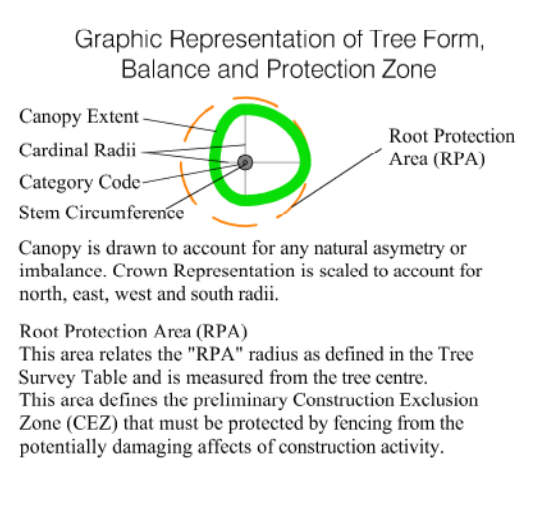 Graphic Representation of Tree Form,
Balance and Protection Zone
Canopy Extent
Cardinal Radii
Category Code
Stem Circumference
Root Protection
Area (RPA)
Canopy is drawn to account for any natural asymetry or
imbalance. Crown Representation is scaled to account for
north, east, west and south radii.
Root Protection Area (RPA)
This area relates the "RPA" radius as defined in the Tree
Survey Table and is measured from the tree centre.
This area defines the preliminary Construction Exclusion
Zone (CEZ) that must be protected by fencing from the
potentially damaging affects of construction activity.